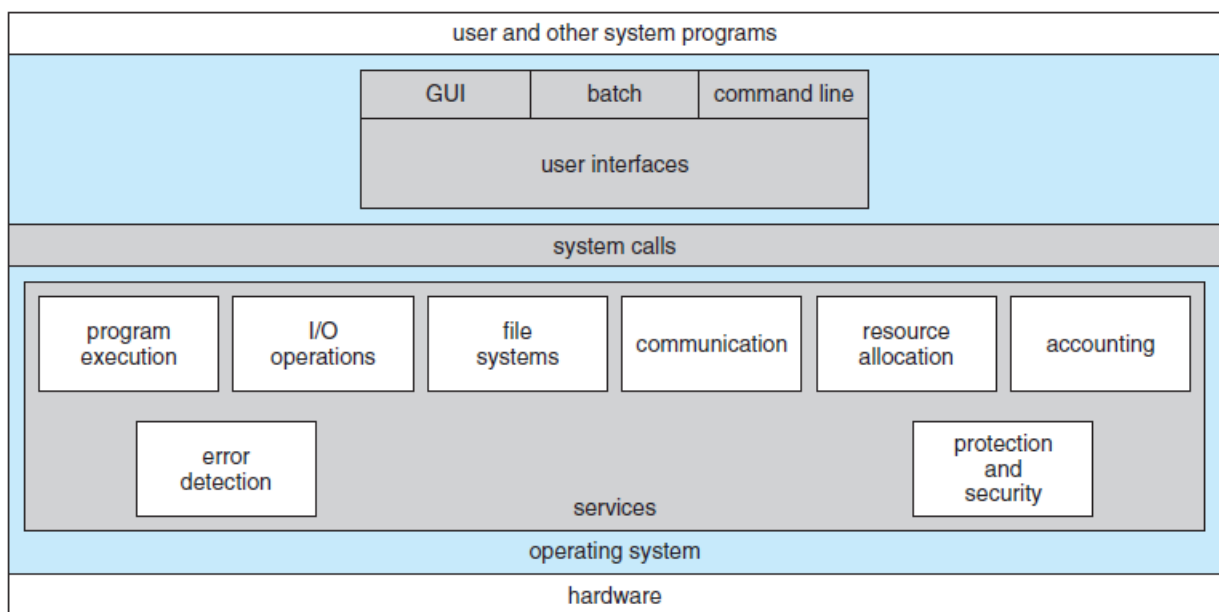 user and other system programs
GUI
batch
command line
user interfaces
system calls
program
execution
I/O
operations
file
systems
communication
resource
allocation
accounting
error
detection
protection
and
security
services
operating system
hardware